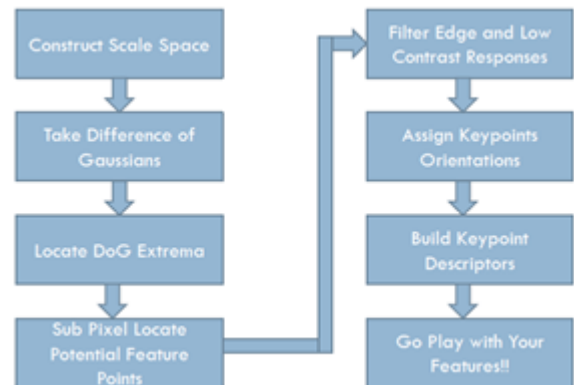 Construct Scale Space
Take Difference of
Gaussians
Locate DoG Extrema
Sub Pixel Locate
Potential Feature
Points
Filter Edge and Low
Contrast Responses
Assign Keypoints
Orientations
Build Keypoint
Descriptors
Go Play with Your
Features!!